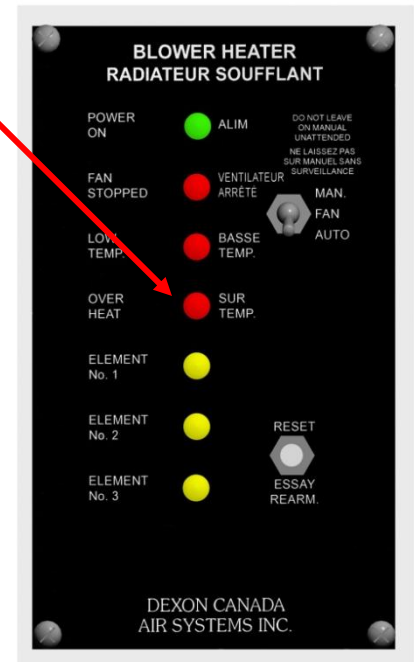 BLOWER HEATER
RADIATEUR SOUFFLANT
POWER
ON
ALIM
DO NOT LEAVE
ON MANUAL
UNATTENDED
NE LAISSEZ PAS
SUR MANUEL SANS
SURVEILLANCE
FAN
STOPPED
VENTILATEUR
ARRÊTÉ
MAN.
FAN
AUTO
LOW
TEMP.
BASSE
TEMP.
OVER
HEAT
SUR
TEMP.
ELEMENT
No. 1
ELEMENT
No. 2
RESET
ELEMENT
No. 3
ESSAY
REARM.
DEXON CANADA
AIR SYSTEMS INC.